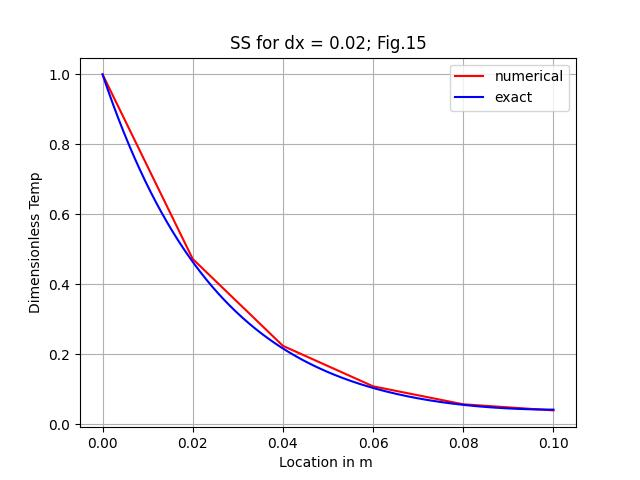 SS for dx = 0.02; Fig.15
numerical
exact
1.0
0.8
0.6
0.4
0.2
0.0
Dimensionless Temp
0.00 0.02 0.04 0.06 0.08 0.10
Location in m